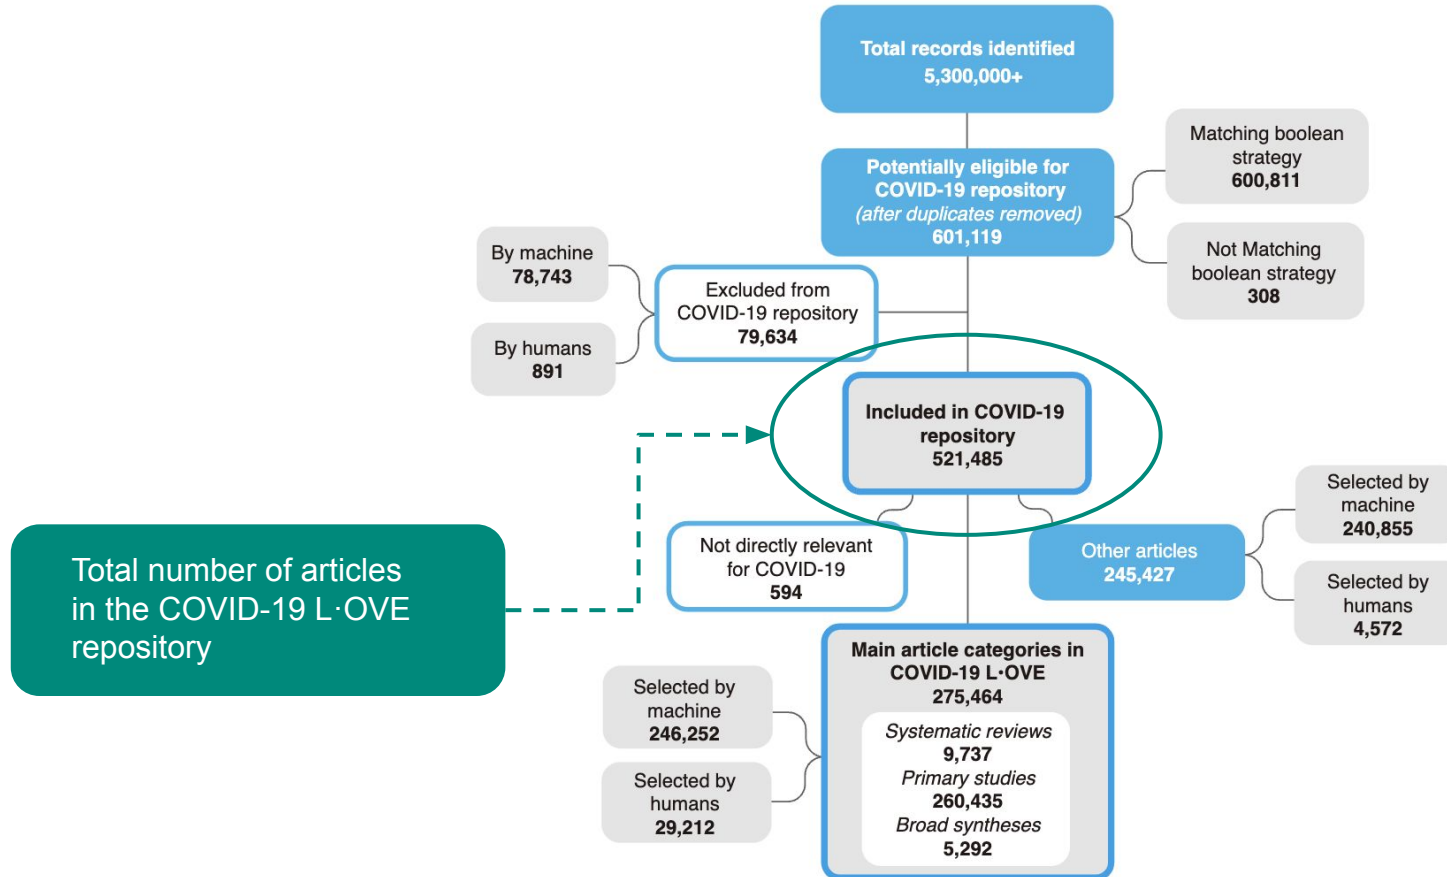 Total records identified
5,300,000+
Potentially eligible for
COVID-19 repository
(after duplicates removed)
601,119
Matching boolean
strategy
600,811
Not Matching
boolean strategy
308
By machine
78,743
By humans
891
Excluded from
COVID-19 repository
79,634
Included in COVID-19
repository
521,485
Total number of articles
in the COVID-19 L·OVE
repository
Not directly relevant
for COVID-19
594
Other articles
245,427
Selected by
machine
240,855
Selected by
humans
4,572
Main article categories in
COVID-19 L·OVE
275,464
Systematic reviews
9,737
Primary studies
260,435
Broad syntheses
5,292
Selected by
machine
246,252
Selected by
humans
29,212